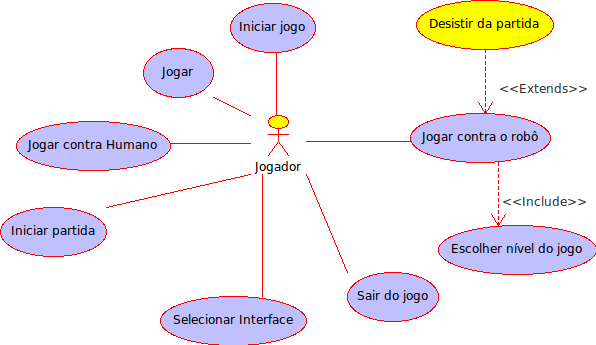 Iniciar jogo
Desistir da partida
Jogar
<<Extends>>
Jogar contra Humano
Jogar contra o robô
Jogador
<<Include>>
Iniciar partida
Escolher nível do jogo
Sair do jogo
Selecionar Interface